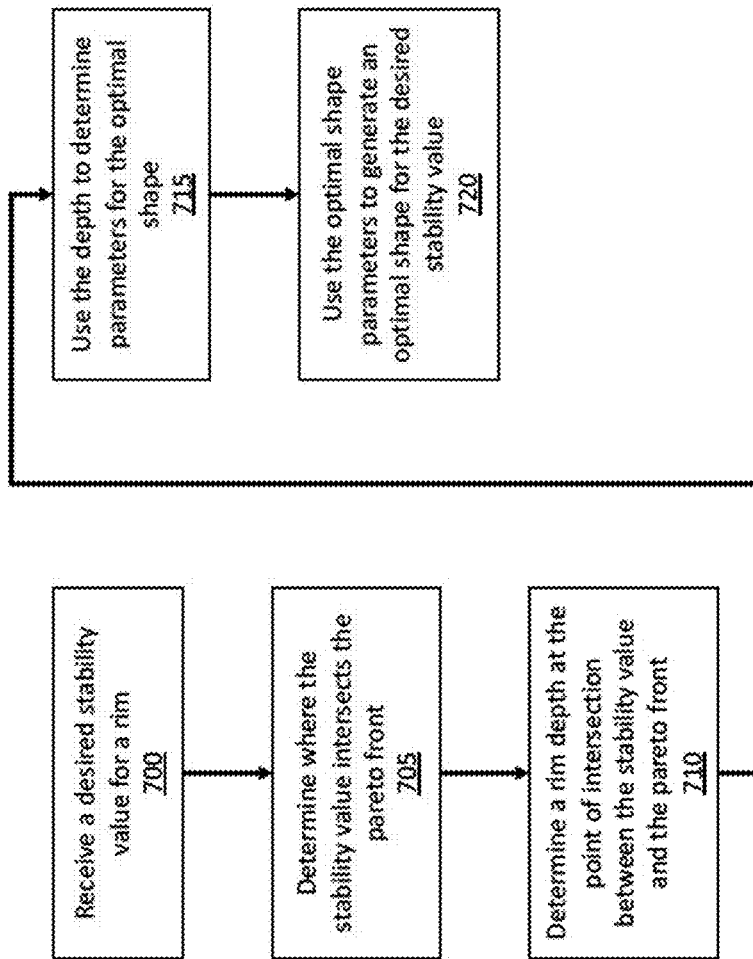 Receive a desired stability
value for a rim
700
Determine where the
stability value intersects the
pareto front
705
Determine a rim depth at the
point of intersection
between the stability value
and the pareto front
710
Use the depth to determine
parameters for the optimal
shape
715
Use the optimal shape
parameters to generate an
optimal shape for the desired
stability value
720